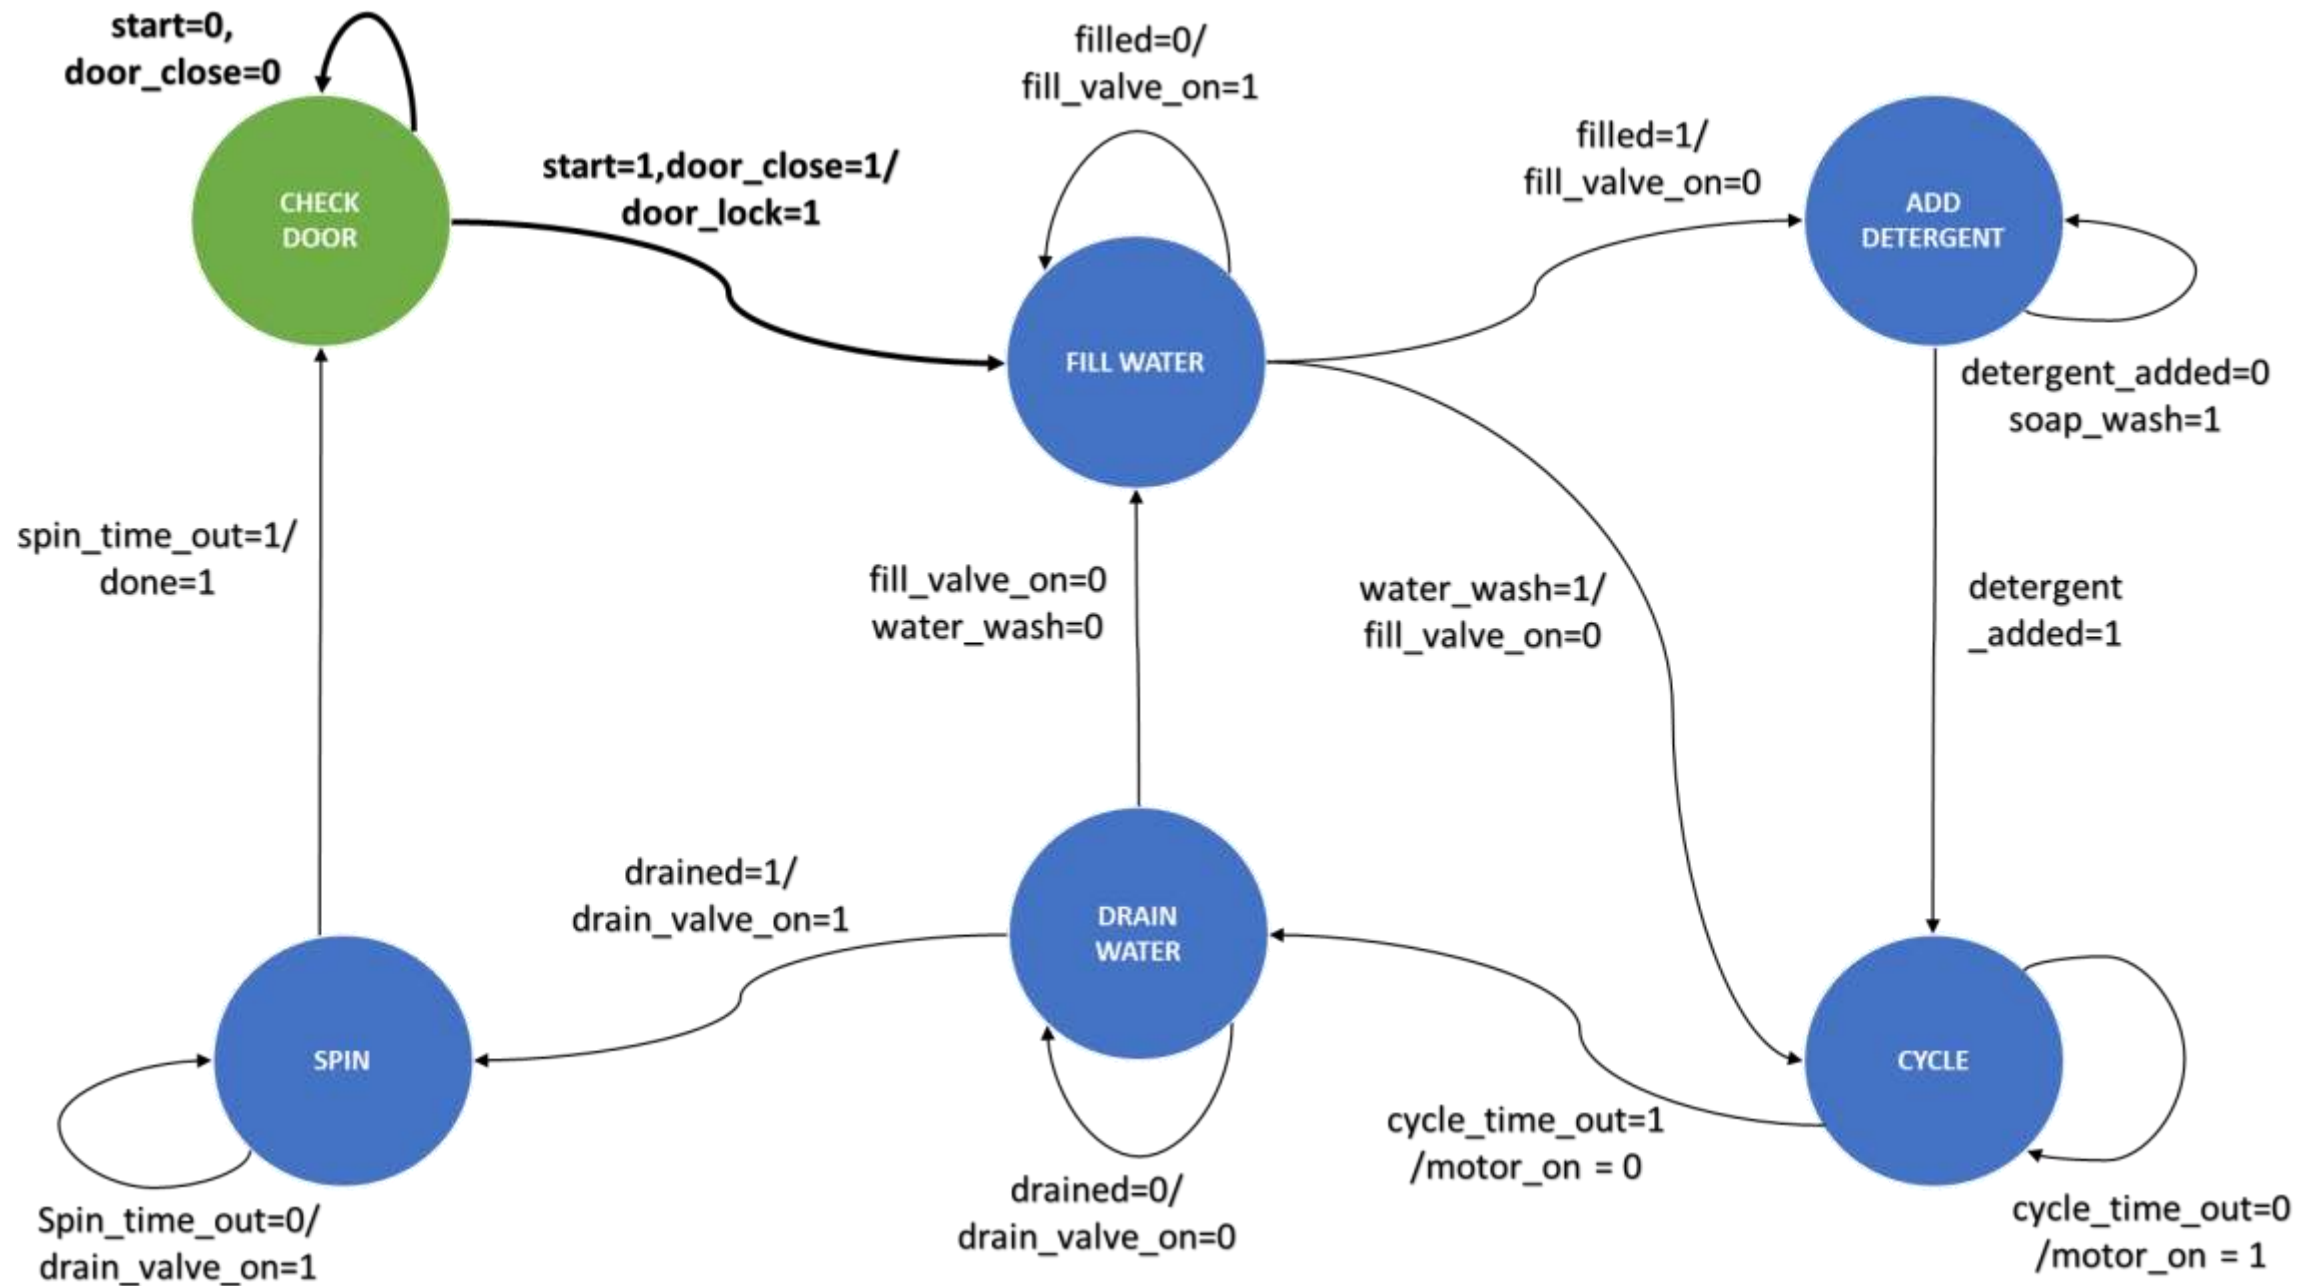 start=0,
door_close=0
filled=0/
fill_valve_on=1
filled=1/
fill_valve_on=0
start=1,door_close=1/
door_lock=1
CHECK
DOOR
ADD
DETERGENT
FILL WATER
detergent_added=0
soap_wash=1
spin_time_out=1/
done=1
fill_valve_on=0
water_wash=0
water_wash=1/
fill_valve_on=0
detergent
_added=1
drained=1/
drain_valve_on=1
DRAIN
WATER
SPIN
CYCLE
cycle_time_out=1
/motor_on = 0
drained=0/
drain_valve_on=0
Spin_time_out=0/
drain_valve_on=1
cycle_time_out=0
/motor_on = 1